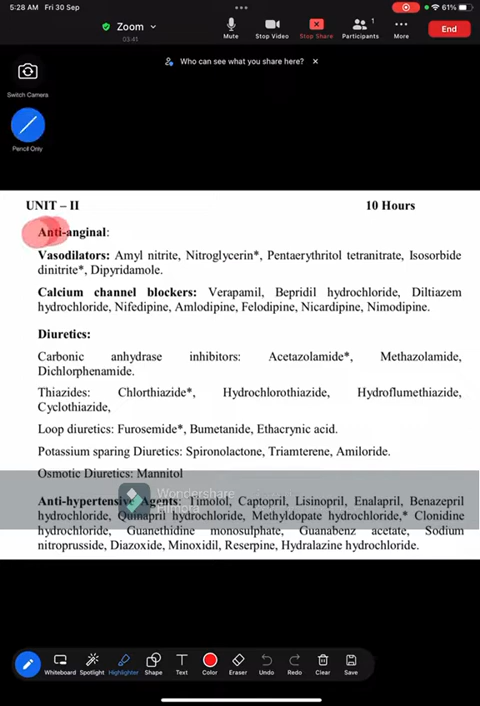 5:28 AM Fri 30 Sep
61%
Zoom
03:41
Mute
Stop Video
Stop Share
1
Participants
More
End
Who can see what you share here?
Switch Camera
Pencil Only
UNIT – II 10 Hours
Anti-anginal:
Vasodilators: Amyl nitrite, Nitroglycerin*, Pentaerythritol tetranitrate, Isosorbide
dinitrite*, Dipyridamole.
Calcium channel blockers: Verapamil, Bepridil hydrochloride, Diltiazem
hydrochloride, Nifedipine, Amlodipine, Felodipine, Nicardipine, Nimodipine.
Diuretics:
Carbonic anhydrase inhibitors: Acetazolamide*, Methazolamide,
Dichlorphenamide.
Thiazides: Chlorthiazide*, Hydrochlorothiazide, Hydroflumethiazide,
Cyclothiazide,
Loop diuretics: Furosemide*, Bumetanide, Ethacrynic acid.
Potassium sparing Diuretics: Spironolactone, Triamterene, Amiloride.
Osmotic Diuretics: Mannitol
Wondershare
Filmora
Anti-hypertensive Agents: Timolol, Captopril, Lisinopril, Enalapril, Benazepril
hydrochloride, Quinapril hydrochloride, Methyldopate hydrochloride,* Clonidine
hydrochloride, Guanethidine monosulphate, Guanabenz acetate, Sodium
nitroprusside, Diazoxide, Minoxidil, Reserpine, Hydralazine hydrochloride.
Whiteboard
Spotlight
Highlighter
Shape
Text
Color
Eraser
Undo
Redo
Clear
Save